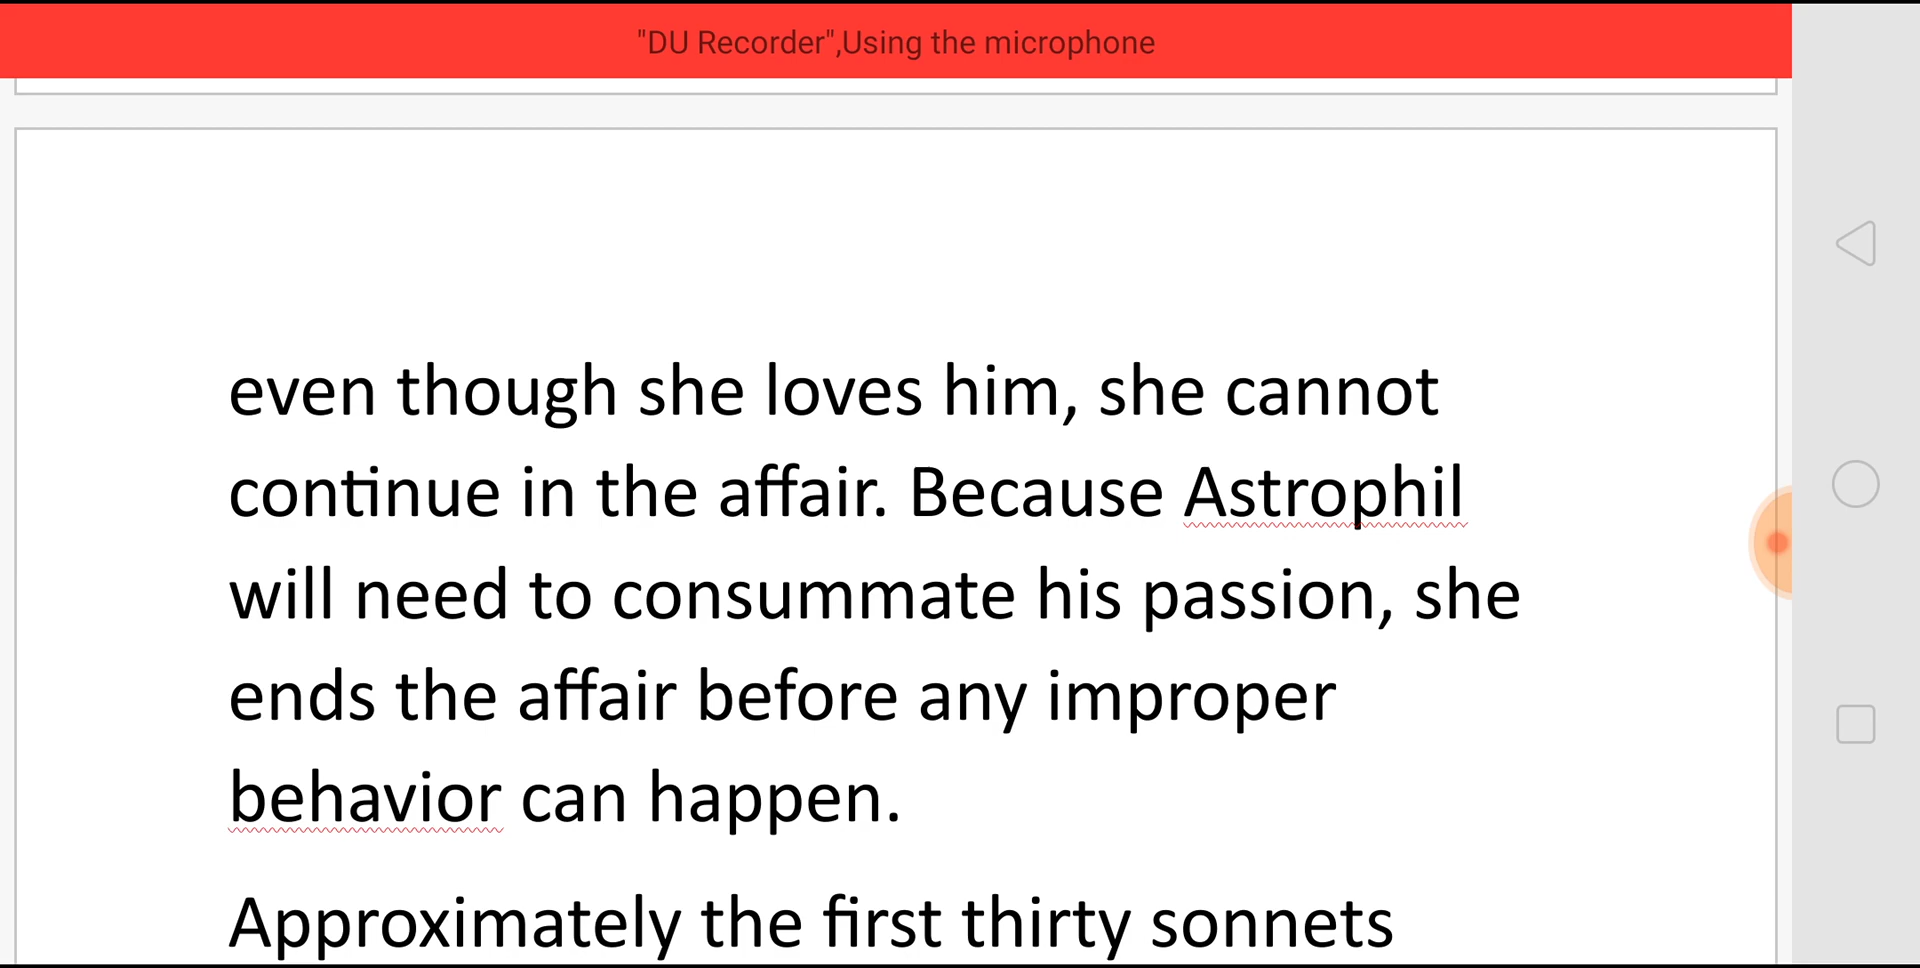 "DU Recorder",Using the microphone
even though she loves him, she cannot
continue in the affair. Because Astrophil
will need to consummate his passion, she
ends the affair before any improper
behavior can happen.
Approximately the first thirty sonnets